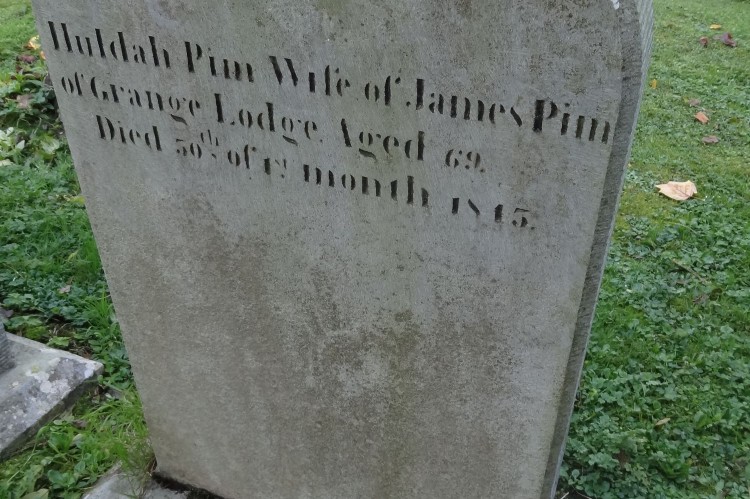 Huldah Pim Wife of James Pim
of Grange Lodge Aged 69.
Died 30th of 1st month 1845.